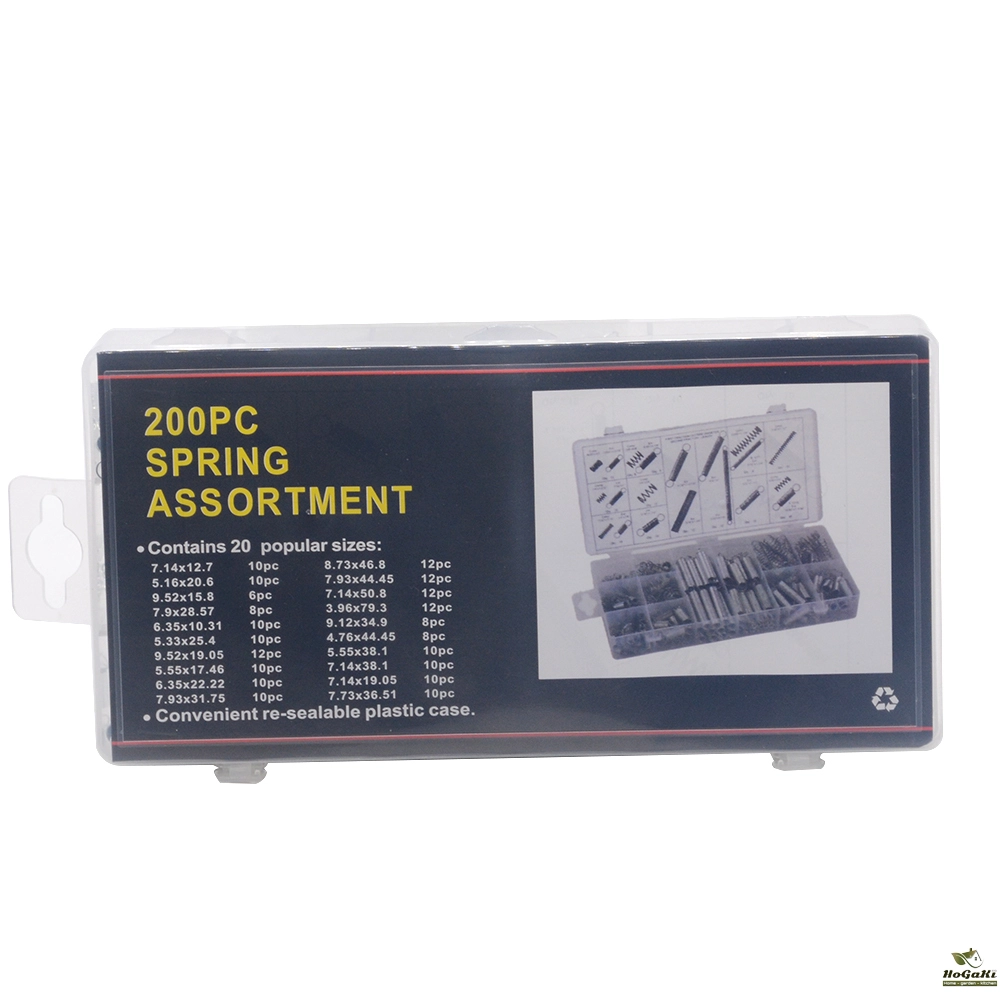 200PC
SPRING
ASSORTMENT
• Contains 20 popular sizes:
7.14x12.7 10pc 8.73x46.8 12pc
5.16x20.6 10pc 7.93x44.45 12pc
9.52x15.8 6pc 7.14x50.8 12pc
7.9x28.57 8pc 3.96x79.3 12pc
6.35x10.31 10pc 9.12x34.9 8pc
5.33x25.4 10pc 4.76x44.45 8pc
9.52x19.05 12pc 5.55x38.1 10pc
5.55x17.46 10pc 7.14x38.1 10pc
6.35x22.22 10pc 7.14x19.05 10pc
7.93x31.75 10pc 7.73x36.51 10pc
• Convenient re-sealable plastic case.
HoGaKi
Home - garden - kitchen